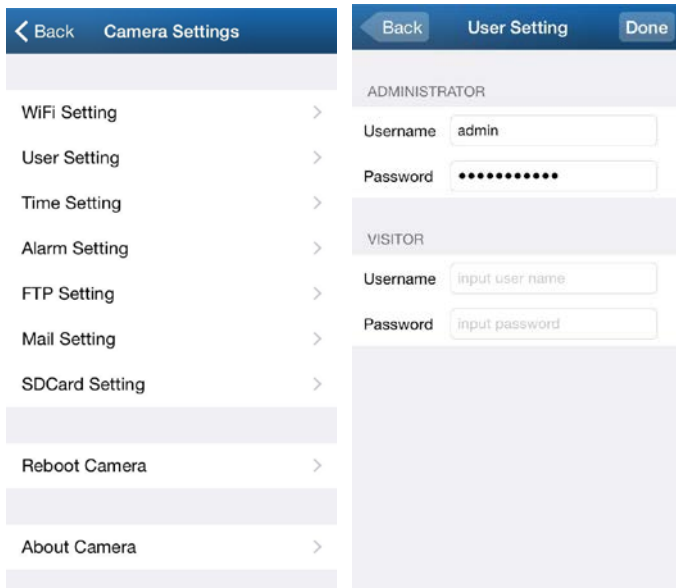 Back Camera Settings
WiFi Setting
User Setting
Time Setting
Alarm Setting
FTP Setting
Mail Setting
SDCard Setting
Reboot Camera
About Camera
Back User Setting Done
ADMINISTRATOR
Username admin
Password •••••••••••
VISITOR
Username input user name
Password input password